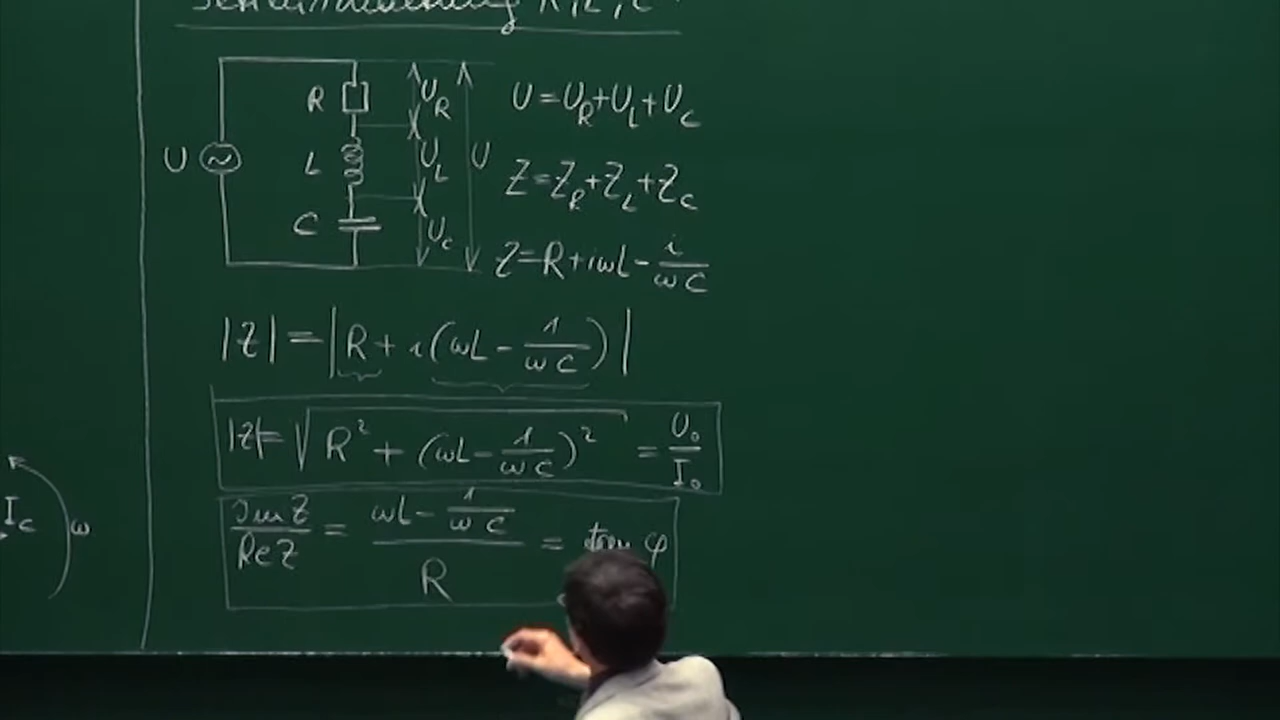 Serienschaltung R, L, C
U
R
L
C
U_R
U_L
U_C
U
U = U_R + U_L + U_C
Z = Z_R + Z_L + Z_C
Z = R + iωL - i/(ωC)
|Z| = |R + i(ωL - 1/(ωC))|
|Z| = √(R² + (ωL - 1/(ωC))²) = U₀/I₀
Im Z / Re Z = (ωL - 1/(ωC)) / R = tan φ
I_C
ω